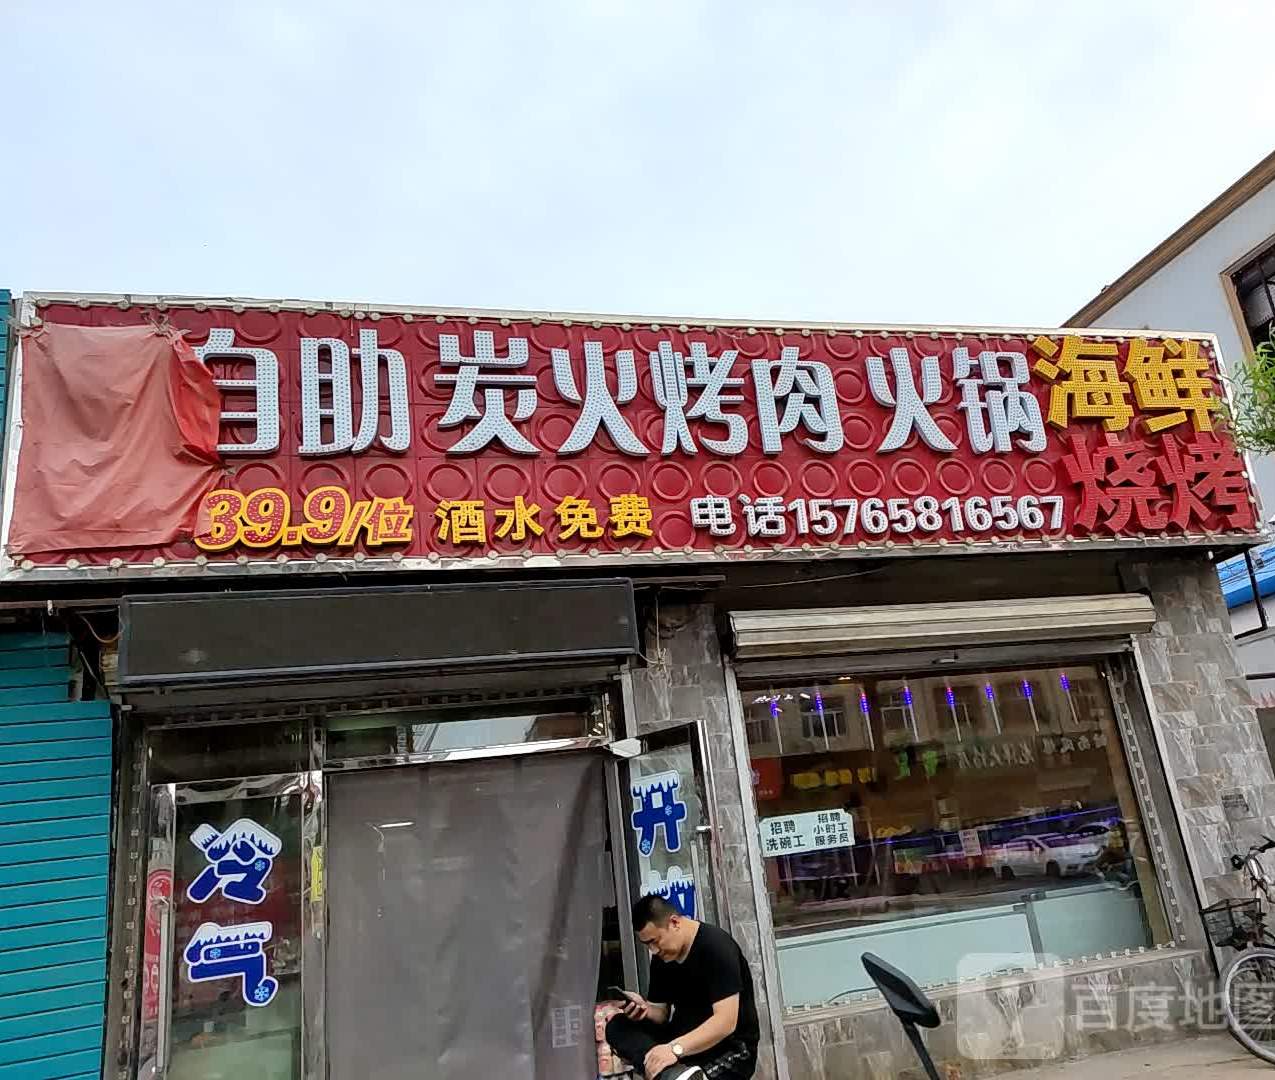 自助 炭火烤肉 火锅 海鲜
烧烤
39.9/位 酒水免费 电话15765816567
冷气
开放
招聘 洗碗工
招聘 小时工 服务员
百度地图